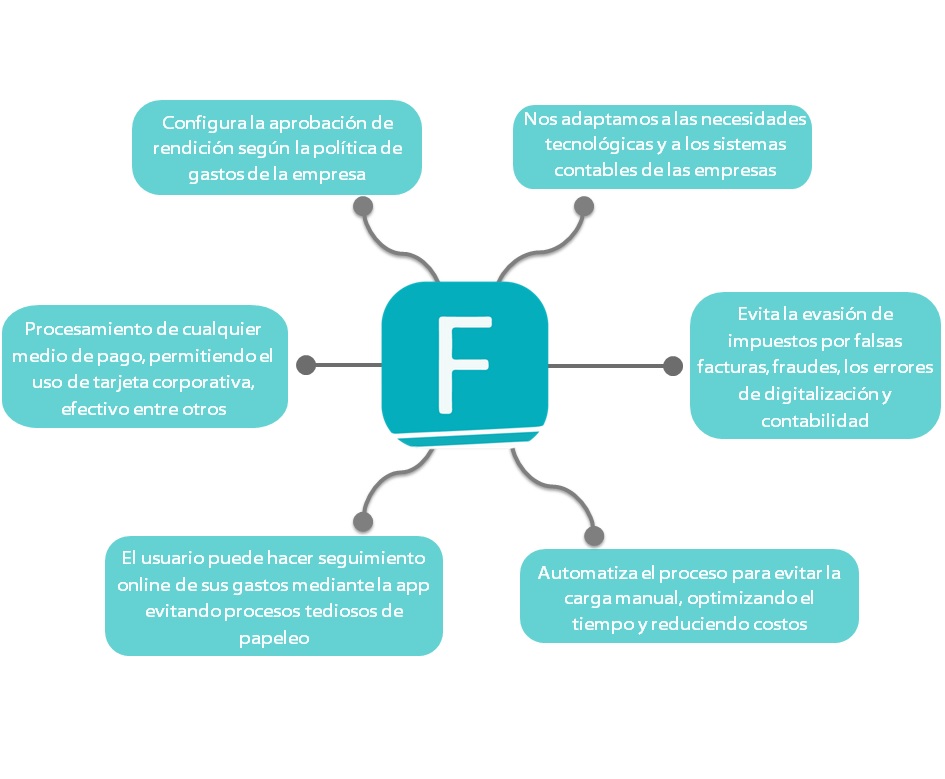 Configura la aprobación de
rendición según la política de
gastos de la empresa
Nos adaptamos a las necesidades
tecnológicas y a los sistemas
contables de las empresas
Procesamiento de cualquier
medio de pago, permitiendo el
uso de tarjeta corporativa,
efectivo entre otros
F
Evita la evasión de
impuestos por falsas
facturas, fraudes, los errores
de digitalización y
contabilidad
El usuario puede hacer seguimiento
online de sus gastos mediante la app
evitando procesos tediosos de
papeleo
Automatiza el proceso para evitar la
carga manual, optimizando el
tiempo y reduciendo costos